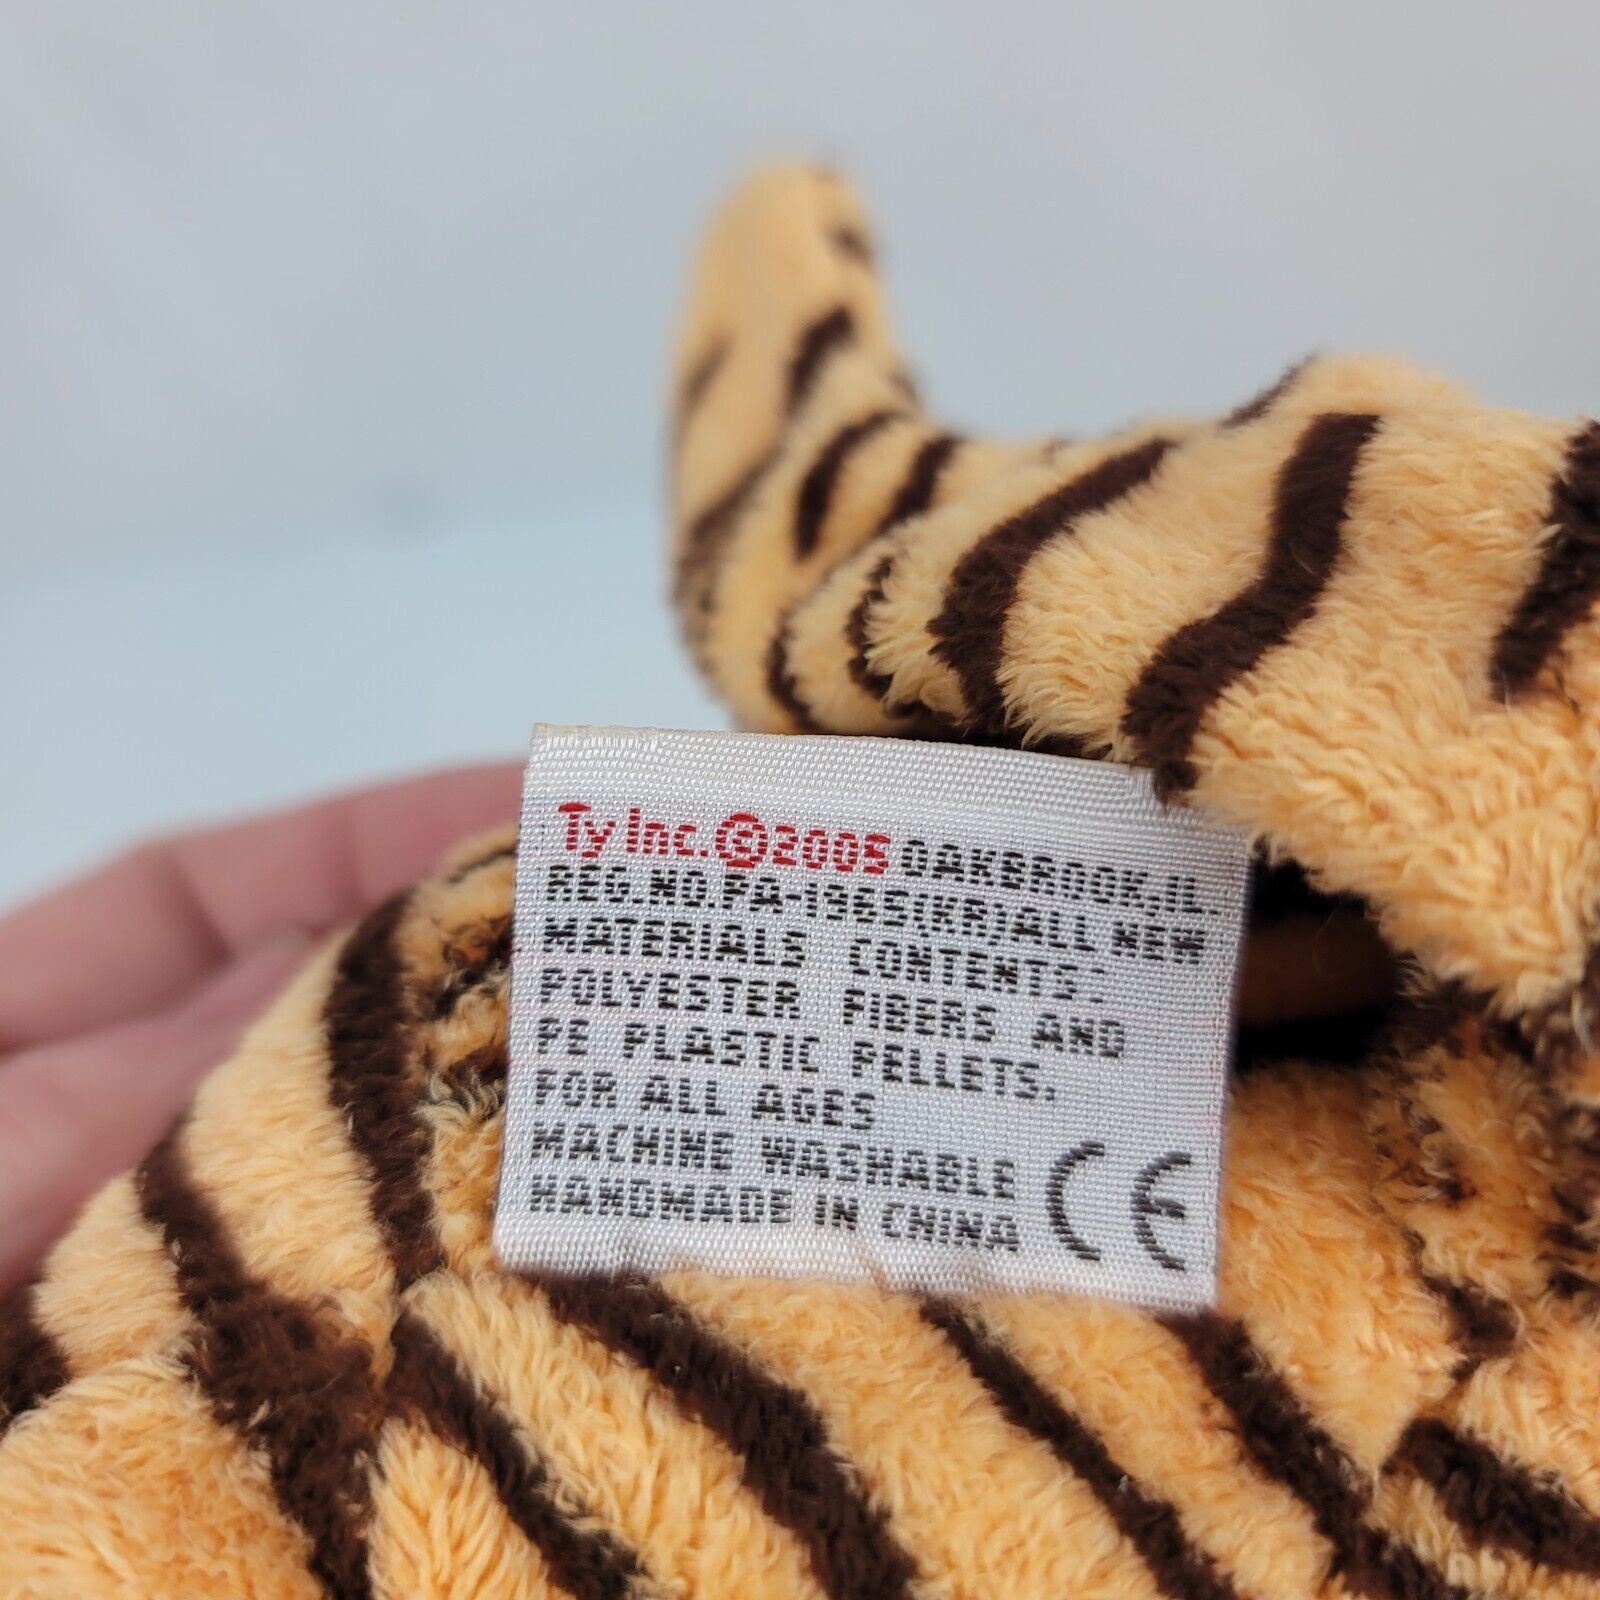 Ty Inc.©2005 OAKBROOK,IL.
REG.NO.PA-1965(KR)ALL NEW
MATERIALS CONTENTS:
POLYESTER FIBERS AND
PE PLASTIC PELLETS.
FOR ALL AGES
MACHINE WASHABLE
HANDMADE IN CHINA CE